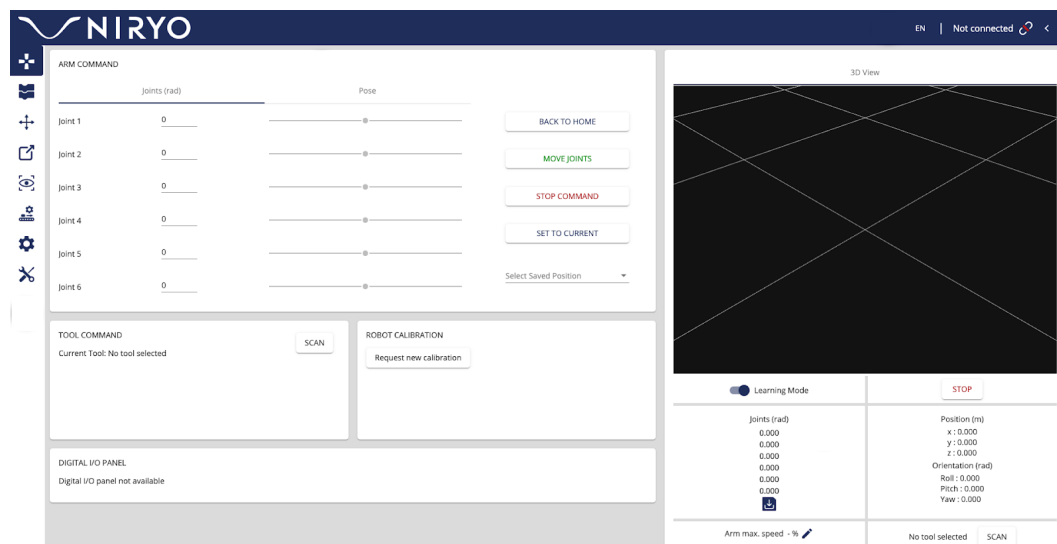 NIRYO
EN | Not connected
ARM COMMAND
Joints (rad) Pose
Joint 1 0
Joint 2 0
Joint 3 0
Joint 4 0
Joint 5 0
Joint 6 0
BACK TO HOME
MOVE JOINTS
STOP COMMAND
SET TO CURRENT
Select Saved Position
TOOL COMMAND
Current Tool: No tool selected
SCAN
ROBOT CALIBRATION
Request new calibration
DIGITAL I/O PANEL
Digital I/O panel not available
3D View
Learning Mode
STOP
Joints (rad)
0.000
0.000
0.000
0.000
0.000
0.000
Position (m)
x : 0.000
y : 0.000
z : 0.000
Orientation (rad)
Roll : 0.000
Pitch : 0.000
Yaw : 0.000
Arm max. speed - %
No tool selected SCAN